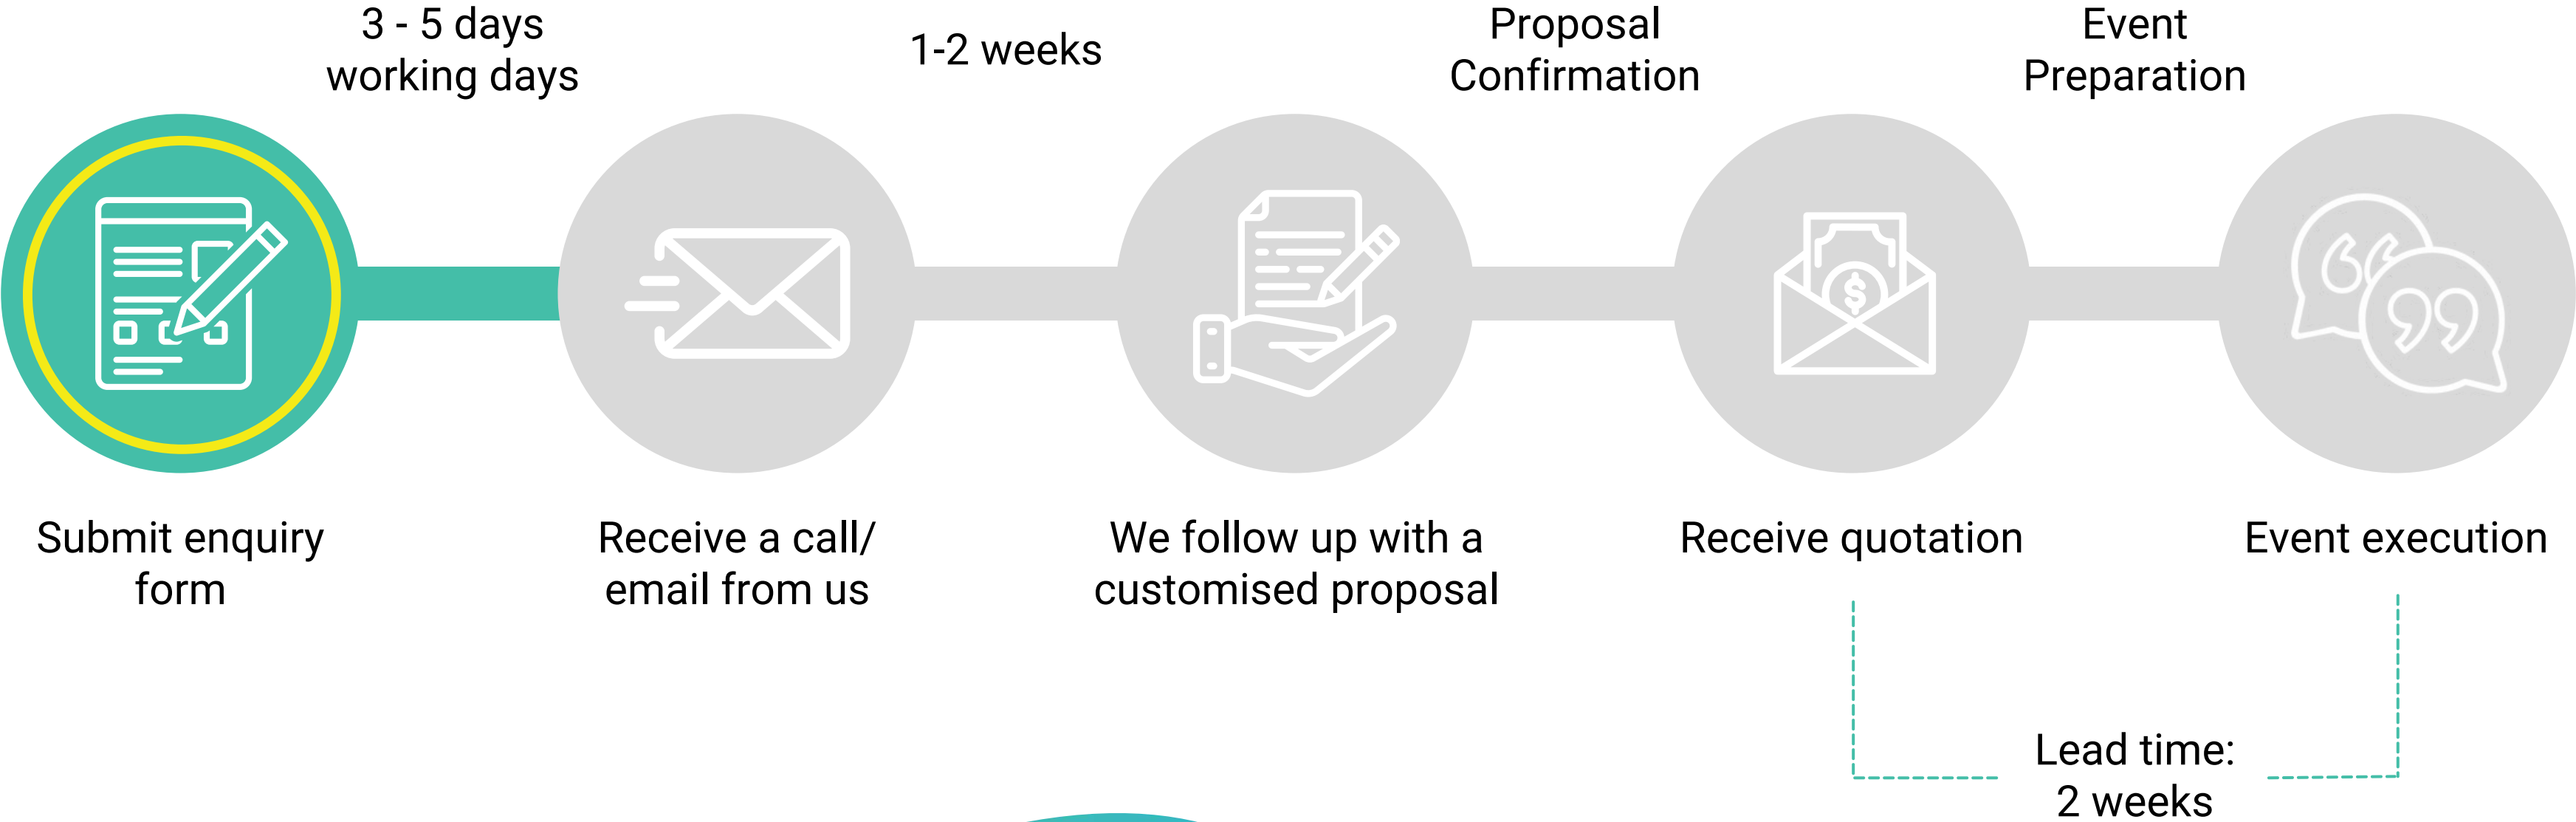 3 - 5 days
working days
1-2 weeks
Proposal
Confirmation
Event
Preparation
Submit enquiry
form
Receive a call/
email from us
We follow up with a
customised proposal
Receive quotation
Event execution
Lead time:
2 weeks